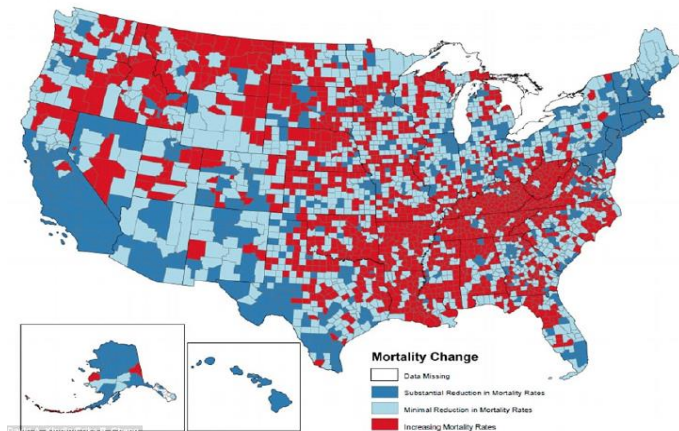 Mortality Change
Data Missing
Substantial Reduction in Mortality Rates
Minimal Reduction in Mortality Rates
Increasing Mortality Rates